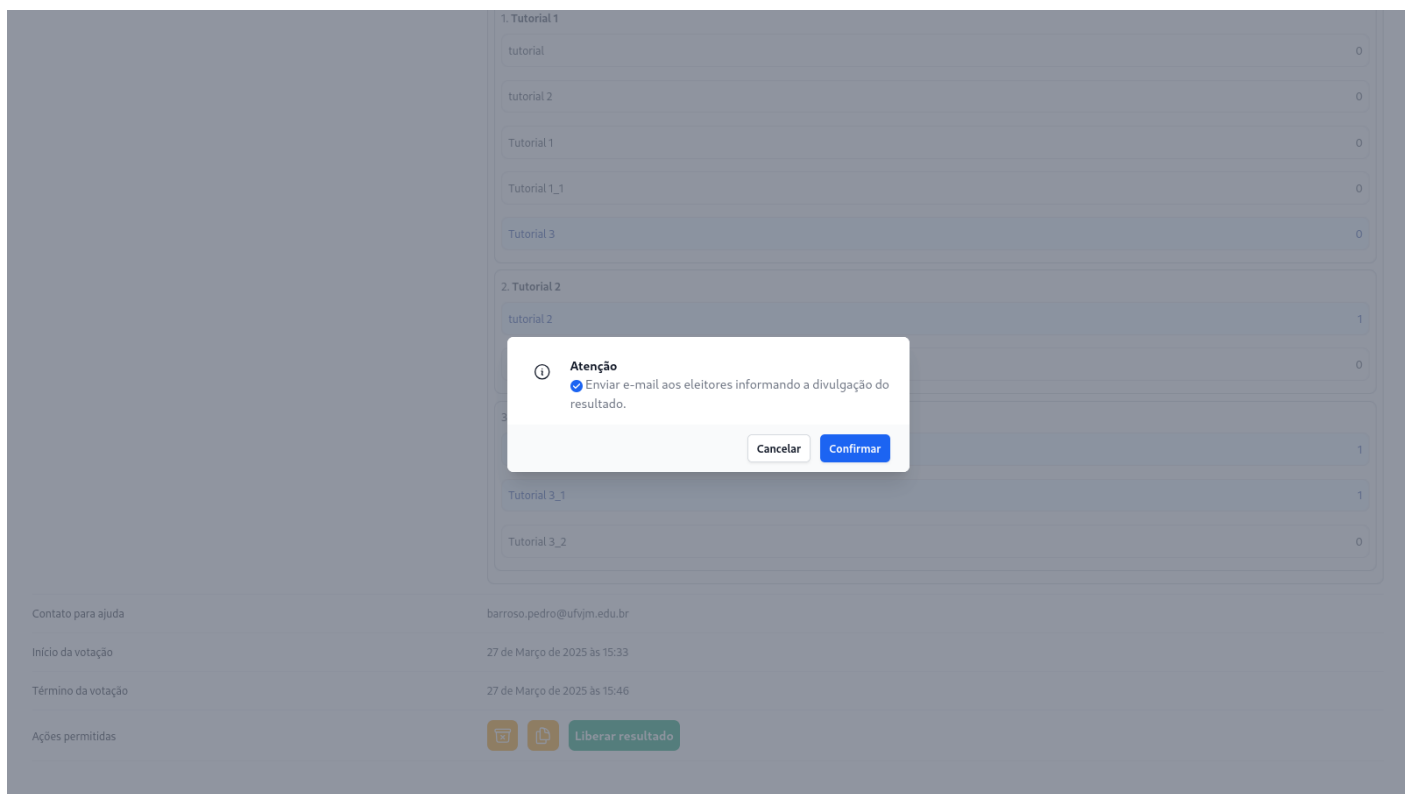 1. Tutorial 1
tutorial 0
tutorial 2 0
Tutorial 1 0
Tutorial 1_1 0
Tutorial 3 0
2. Tutorial 2
tutorial 2 1
0
Atenção
Enviar e-mail aos eleitores informando a divulgação do
resultado.
3
Cancelar Confirmar
1
Tutorial 3_1 1
Tutorial 3_2 0
Contato para ajuda barroso.pedro@ufvjm.edu.br
Início da votação 27 de Março de 2025 às 15:33
Término da votação 27 de Março de 2025 às 15:46
Ações permitidas Liberar resultado